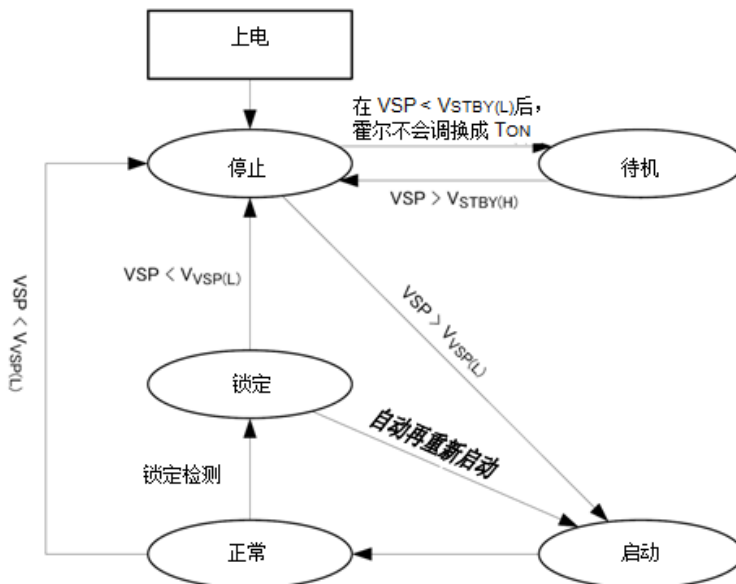 上电
在 VSP < VSTBY(L)后，
霍尔不会调换成 TON
停止
待机
VSP > VSTBY(H)
VSP < VVSP(L)
VSP > VVSP(L)
VSP < VVSP(L)
锁定
自动再重新启动
锁定检测
正常
启动